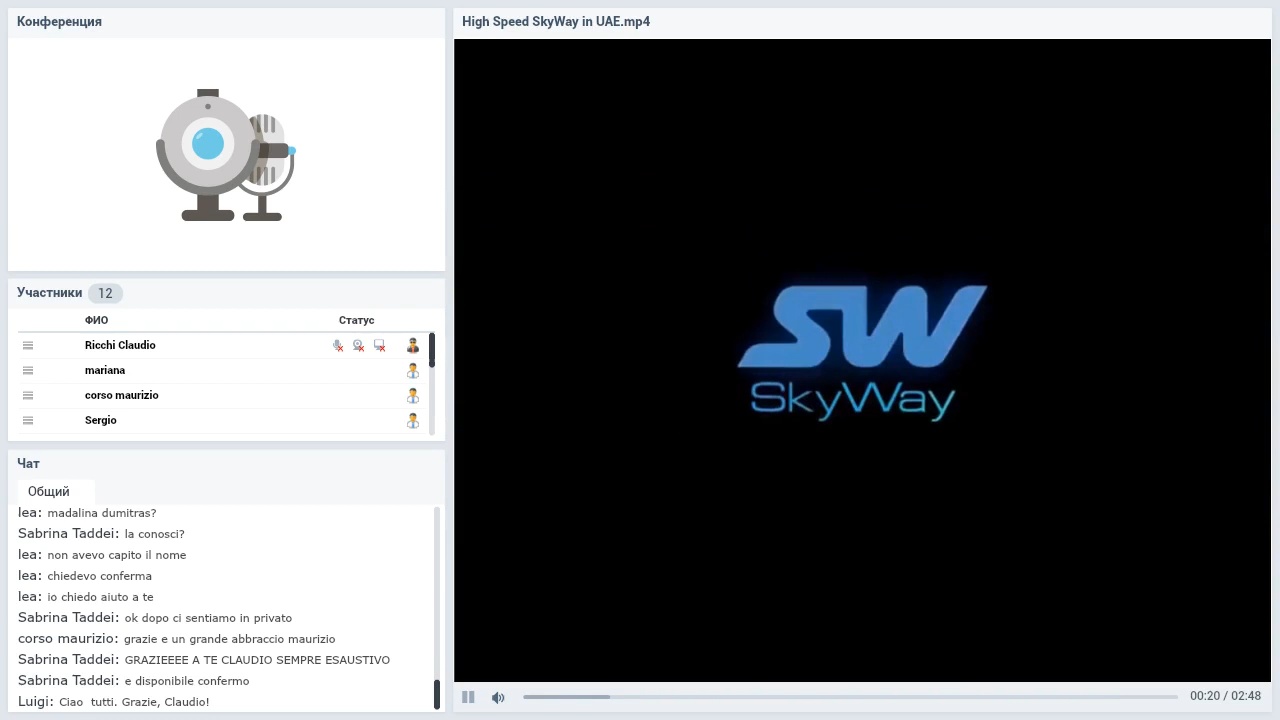 Конференция
High Speed SkyWay in UAE.mp4
SW
SkyWay
Участники 12
ФИО Статус
Ricchi Claudio
mariana
corso maurizio
Sergio
Чат
Общий
lea: madalina dumitras?
Sabrina Taddei: la conosci?
lea: non avevo capito il nome
lea: chiedevo conferma
lea: io chiedo aiuto a te
Sabrina Taddei: ok dopo ci sentiamo in privato
corso maurizio: grazie e un grande abbraccio maurizio
Sabrina Taddei: GRAZIEEEE A TE CLAUDIO SEMPRE ESAUSTIVO
Sabrina Taddei: e disponibile confermo
Luigi: Ciao  tutti. Grazie, Claudio!
00:20 / 02:48